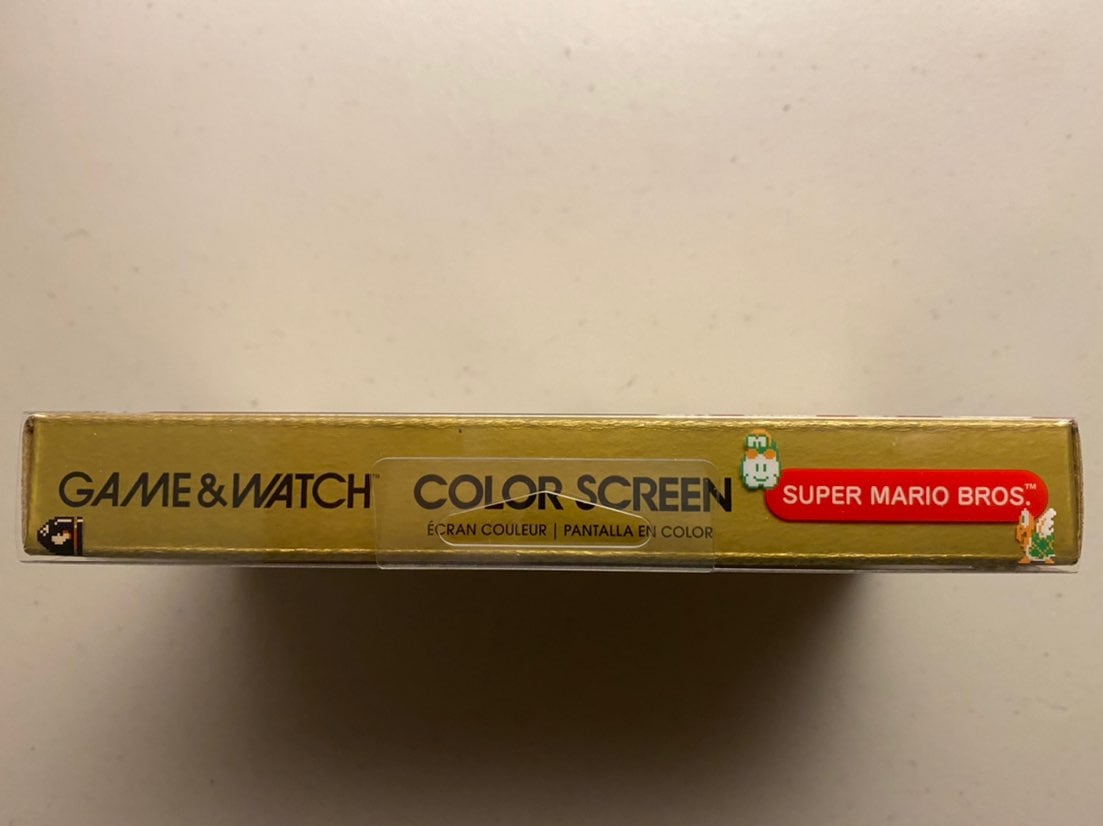 GAME & WATCH™ COLOR SCREEN
ÉCRAN COULEUR | PANTALLA EN COLOR
SUPER MARIO BROS.™